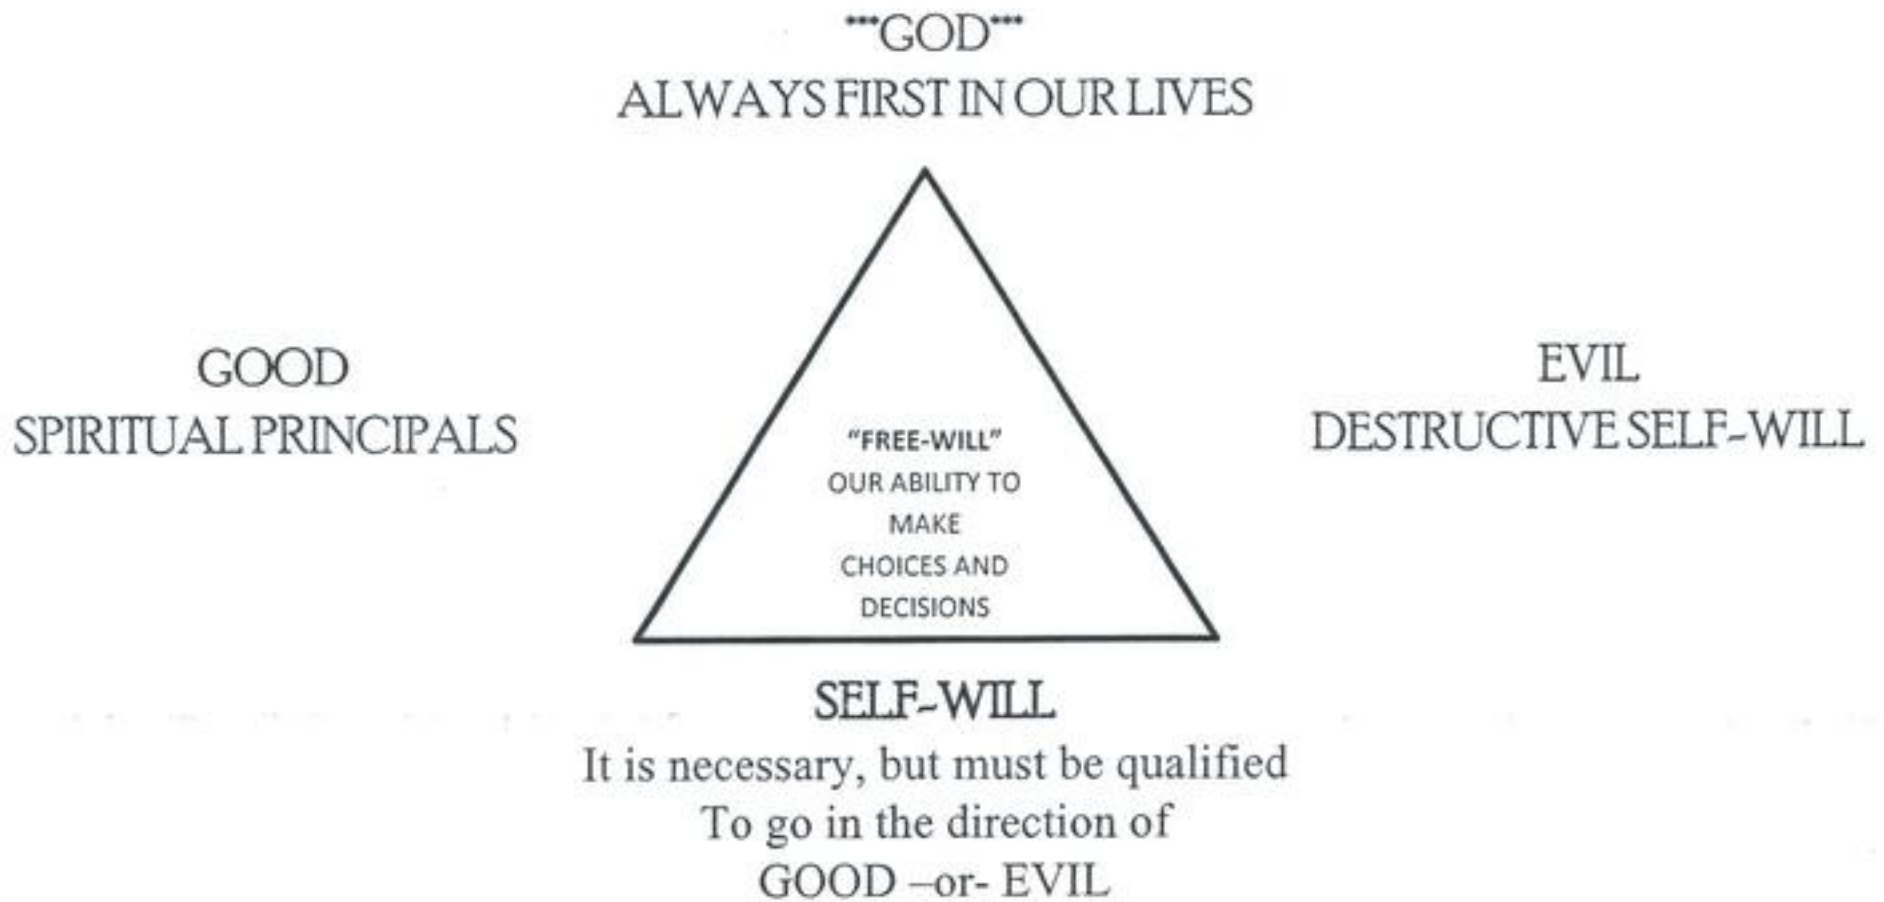 ***GOD***
ALWAYS FIRST IN OUR LIVES
GOOD
SPIRITUAL PRINCIPALS
EVIL
DESTRUCTIVE SELF-WILL
“FREE-WILL”
OUR ABILITY TO
MAKE
CHOICES AND
DECISIONS
SELF-WILL
It is necessary, but must be qualified
To go in the direction of
GOOD –or- EVIL